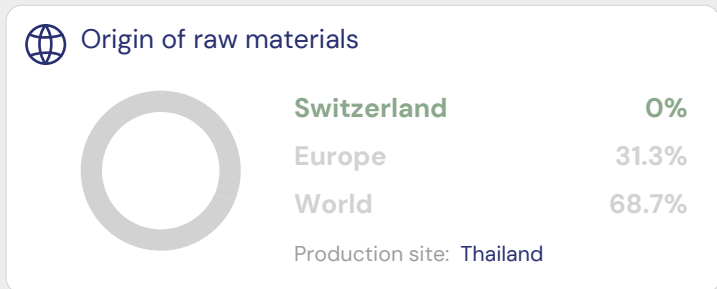 Origin of raw materials
Switzerland 0%
Europe 31.3%
World 68.7%
Production site: Thailand